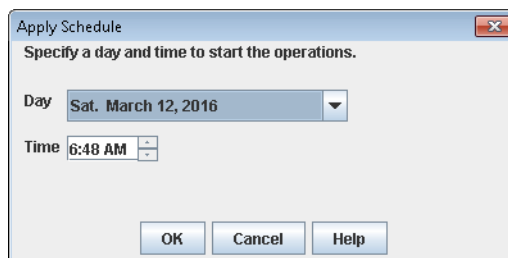 Apply Schedule
Specify a day and time to start the operations.
Day Sat. March 12, 2016
Time 6:48 AM
OK Cancel Help